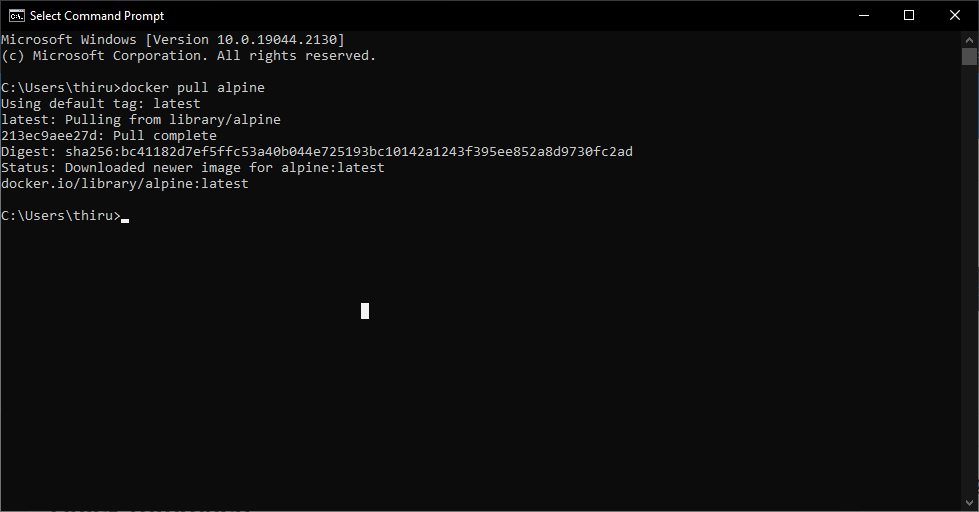 Select Command Prompt
Microsoft Windows [Version 10.0.19044.2130]
(c) Microsoft Corporation. All rights reserved.
C:\Users\thiru>docker pull alpine
Using default tag: latest
latest: Pulling from library/alpine
213ec9aee27d: Pull complete
Digest: sha256:bc41182d7ef5ffc53a40b044e725193bc10142a1243f395ee852a8d9730fc2ad
Status: Downloaded newer image for alpine:latest
docker.io/library/alpine:latest
C:\Users\thiru>